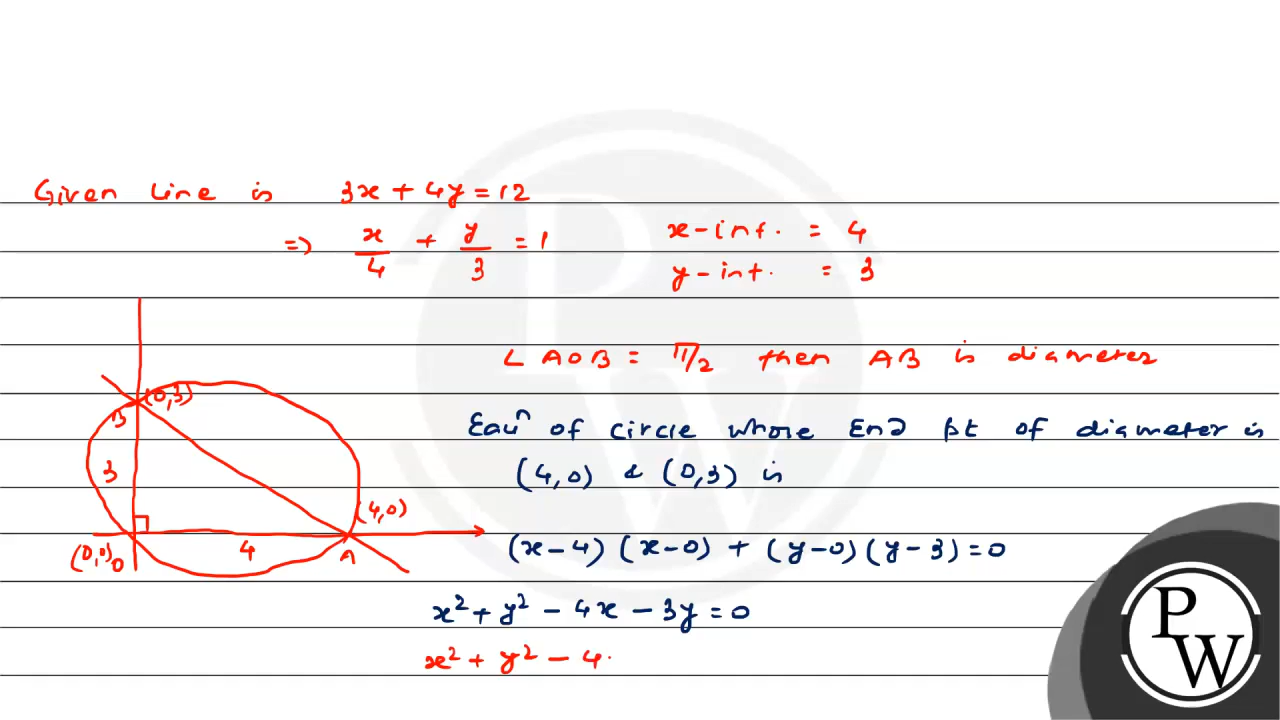 Given line is 3x + 4y = 12
=> x/4 + y/3 = 1
x-int. = 4
y-int. = 3
∠AOB = π/2 then AB is diameter
(0,3)
B
3
(4,0)
(0,0) O
4
A
Eqnⁿ of circle whose End pt of diameter is
(4,0) & (0,3) is
(x-4)(x-0) + (y-0)(y-3) = 0
x² + y² - 4x - 3y = 0
x² + y² - 4
P
W
P
W